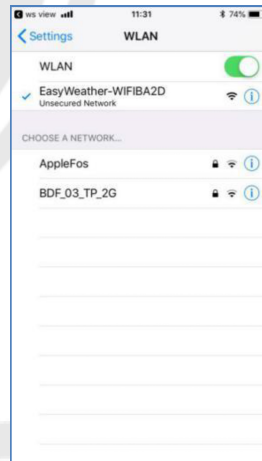 ws view 11:31 74%
Settings WLAN
WLAN
EasyWeather-WIFIBA2D
Unsecured Network
CHOOSE A NETWORK...
AppleFos
BDF_03_TP_2G